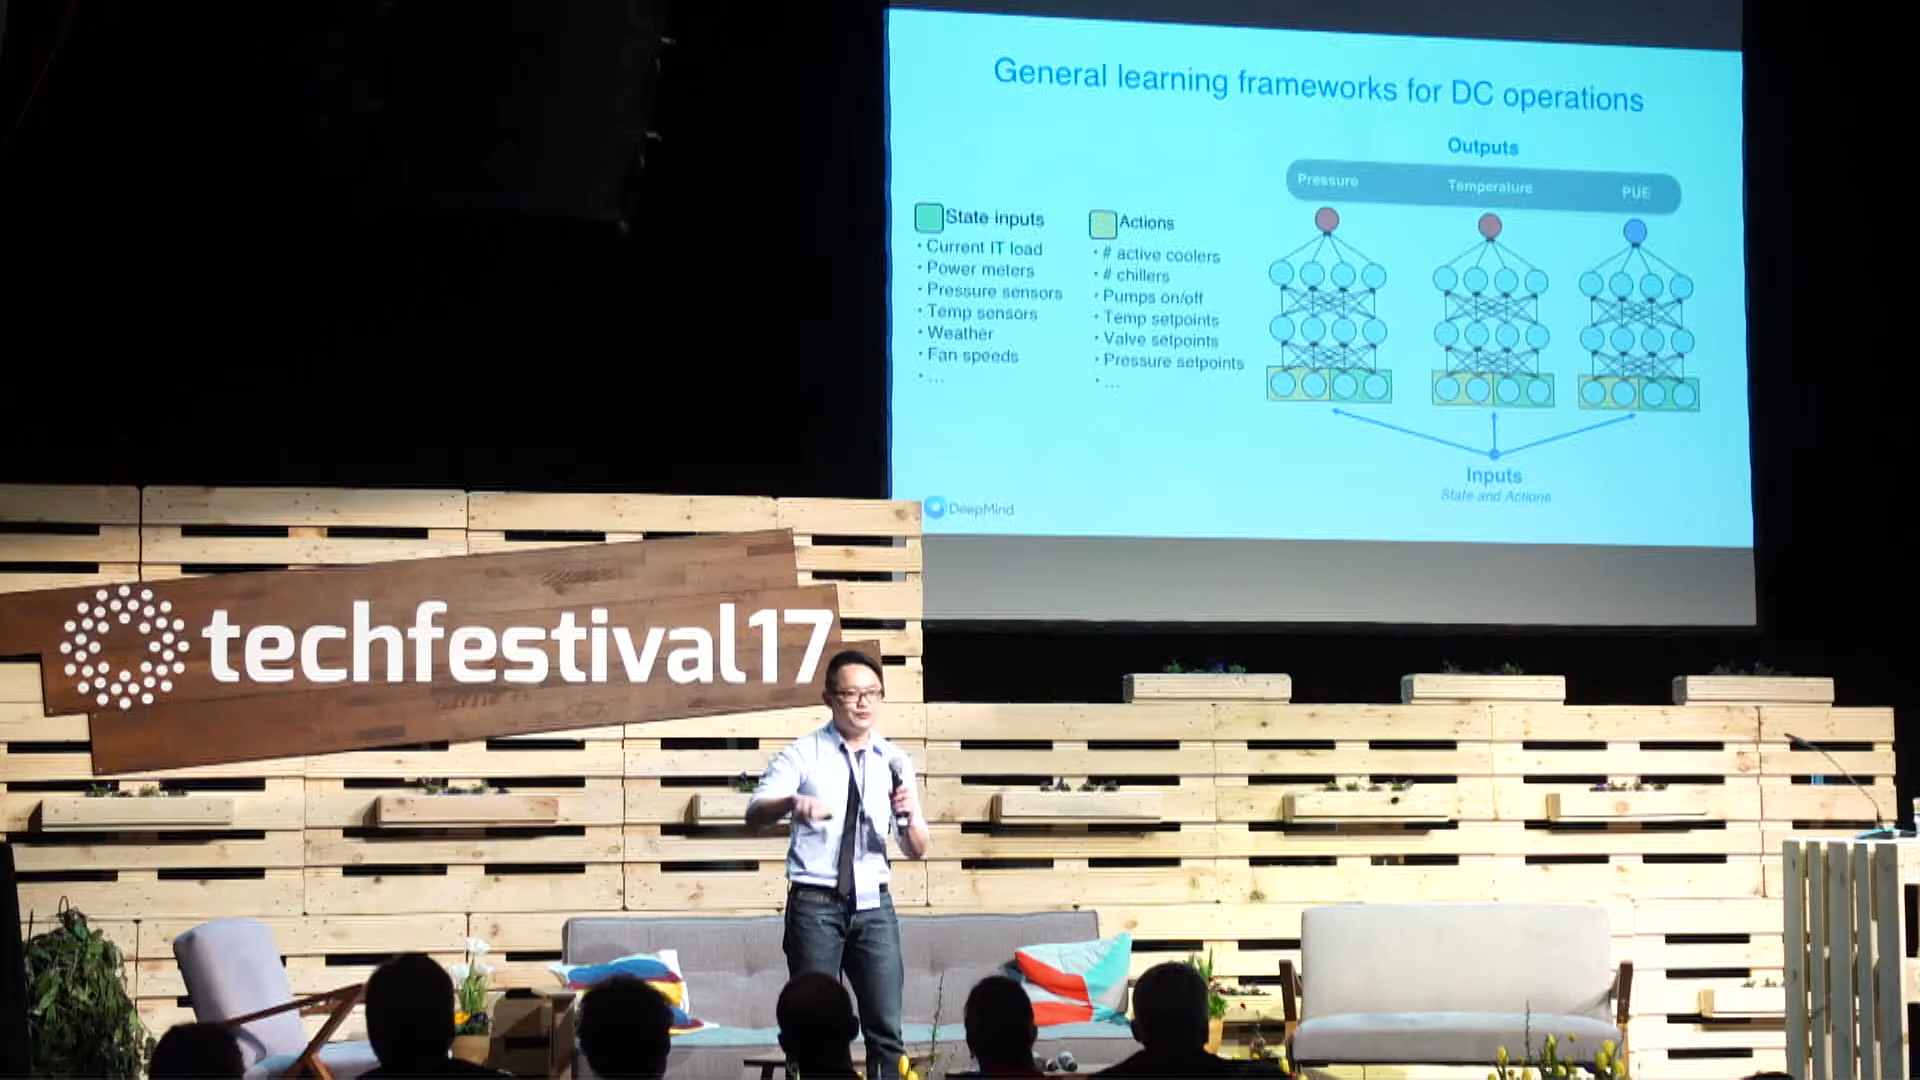 General learning frameworks for DC operations
Outputs
Pressure Temperature PUE
State inputs
• Current IT load
• Power meters
• Pressure sensors
• Temp sensors
• Weather
• Fan speeds
• ...
Actions
• # active coolers
• # chillers
• Pumps on/off
• Temp setpoints
• Valve setpoints
• Pressure setpoints
• ...
Inputs
State and Actions
DeepMind
techfestival17